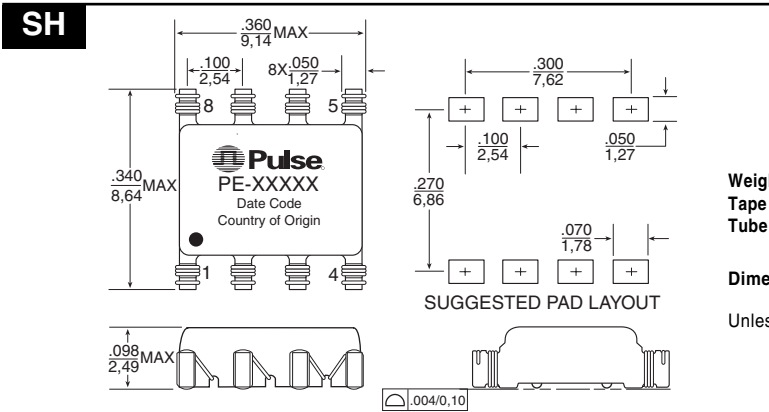 SH
.360
9,14 MAX
.100
2,54
8X .050
1,27
8
5
Pulse
PE-XXXXX
Date Code
Country of Origin
1
4
.340
8,64 MAX
.098
2,49 MAX
.300
7,62
.100
2,54
.050
1,27
.270
6,86
.070
1,78
SUGGESTED PAD LAYOUT
.004/0,10
Weigh
Tape
Tube
Dime
Unles